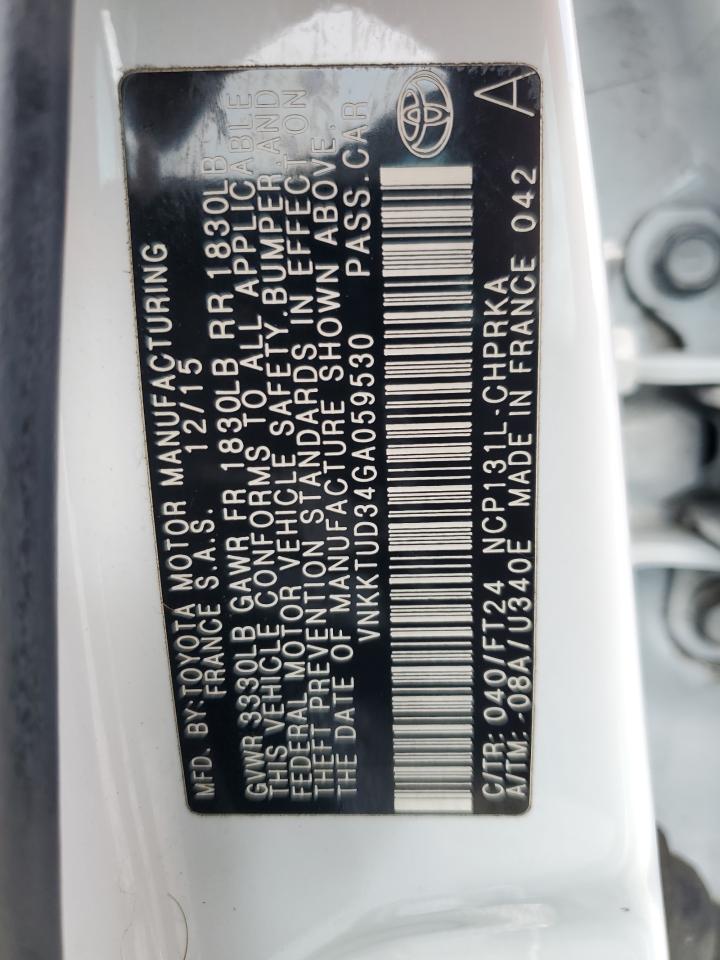 MFD. BY: TOYOTA MOTOR MANUFACTURING
FRANCE S.A.S. 12/15
GVWR 3330LB GAWR FR 1830LB RR 1830LB
THIS VEHICLE CONFORMS TO ALL APPLICABLE
FEDERAL MOTOR VEHICLE SAFETY, BUMPER, AND
THEFT PREVENTION STANDARDS IN EFFECT ON
THE DATE OF MANUFACTURE SHOWN ABOVE.
VNKKTUD34GA059530 PASS.CAR
C/TR: 040/FT24 NCP131L-CHPRKA
A/TM: -08A/U340E MADE IN FRANCE 042
A